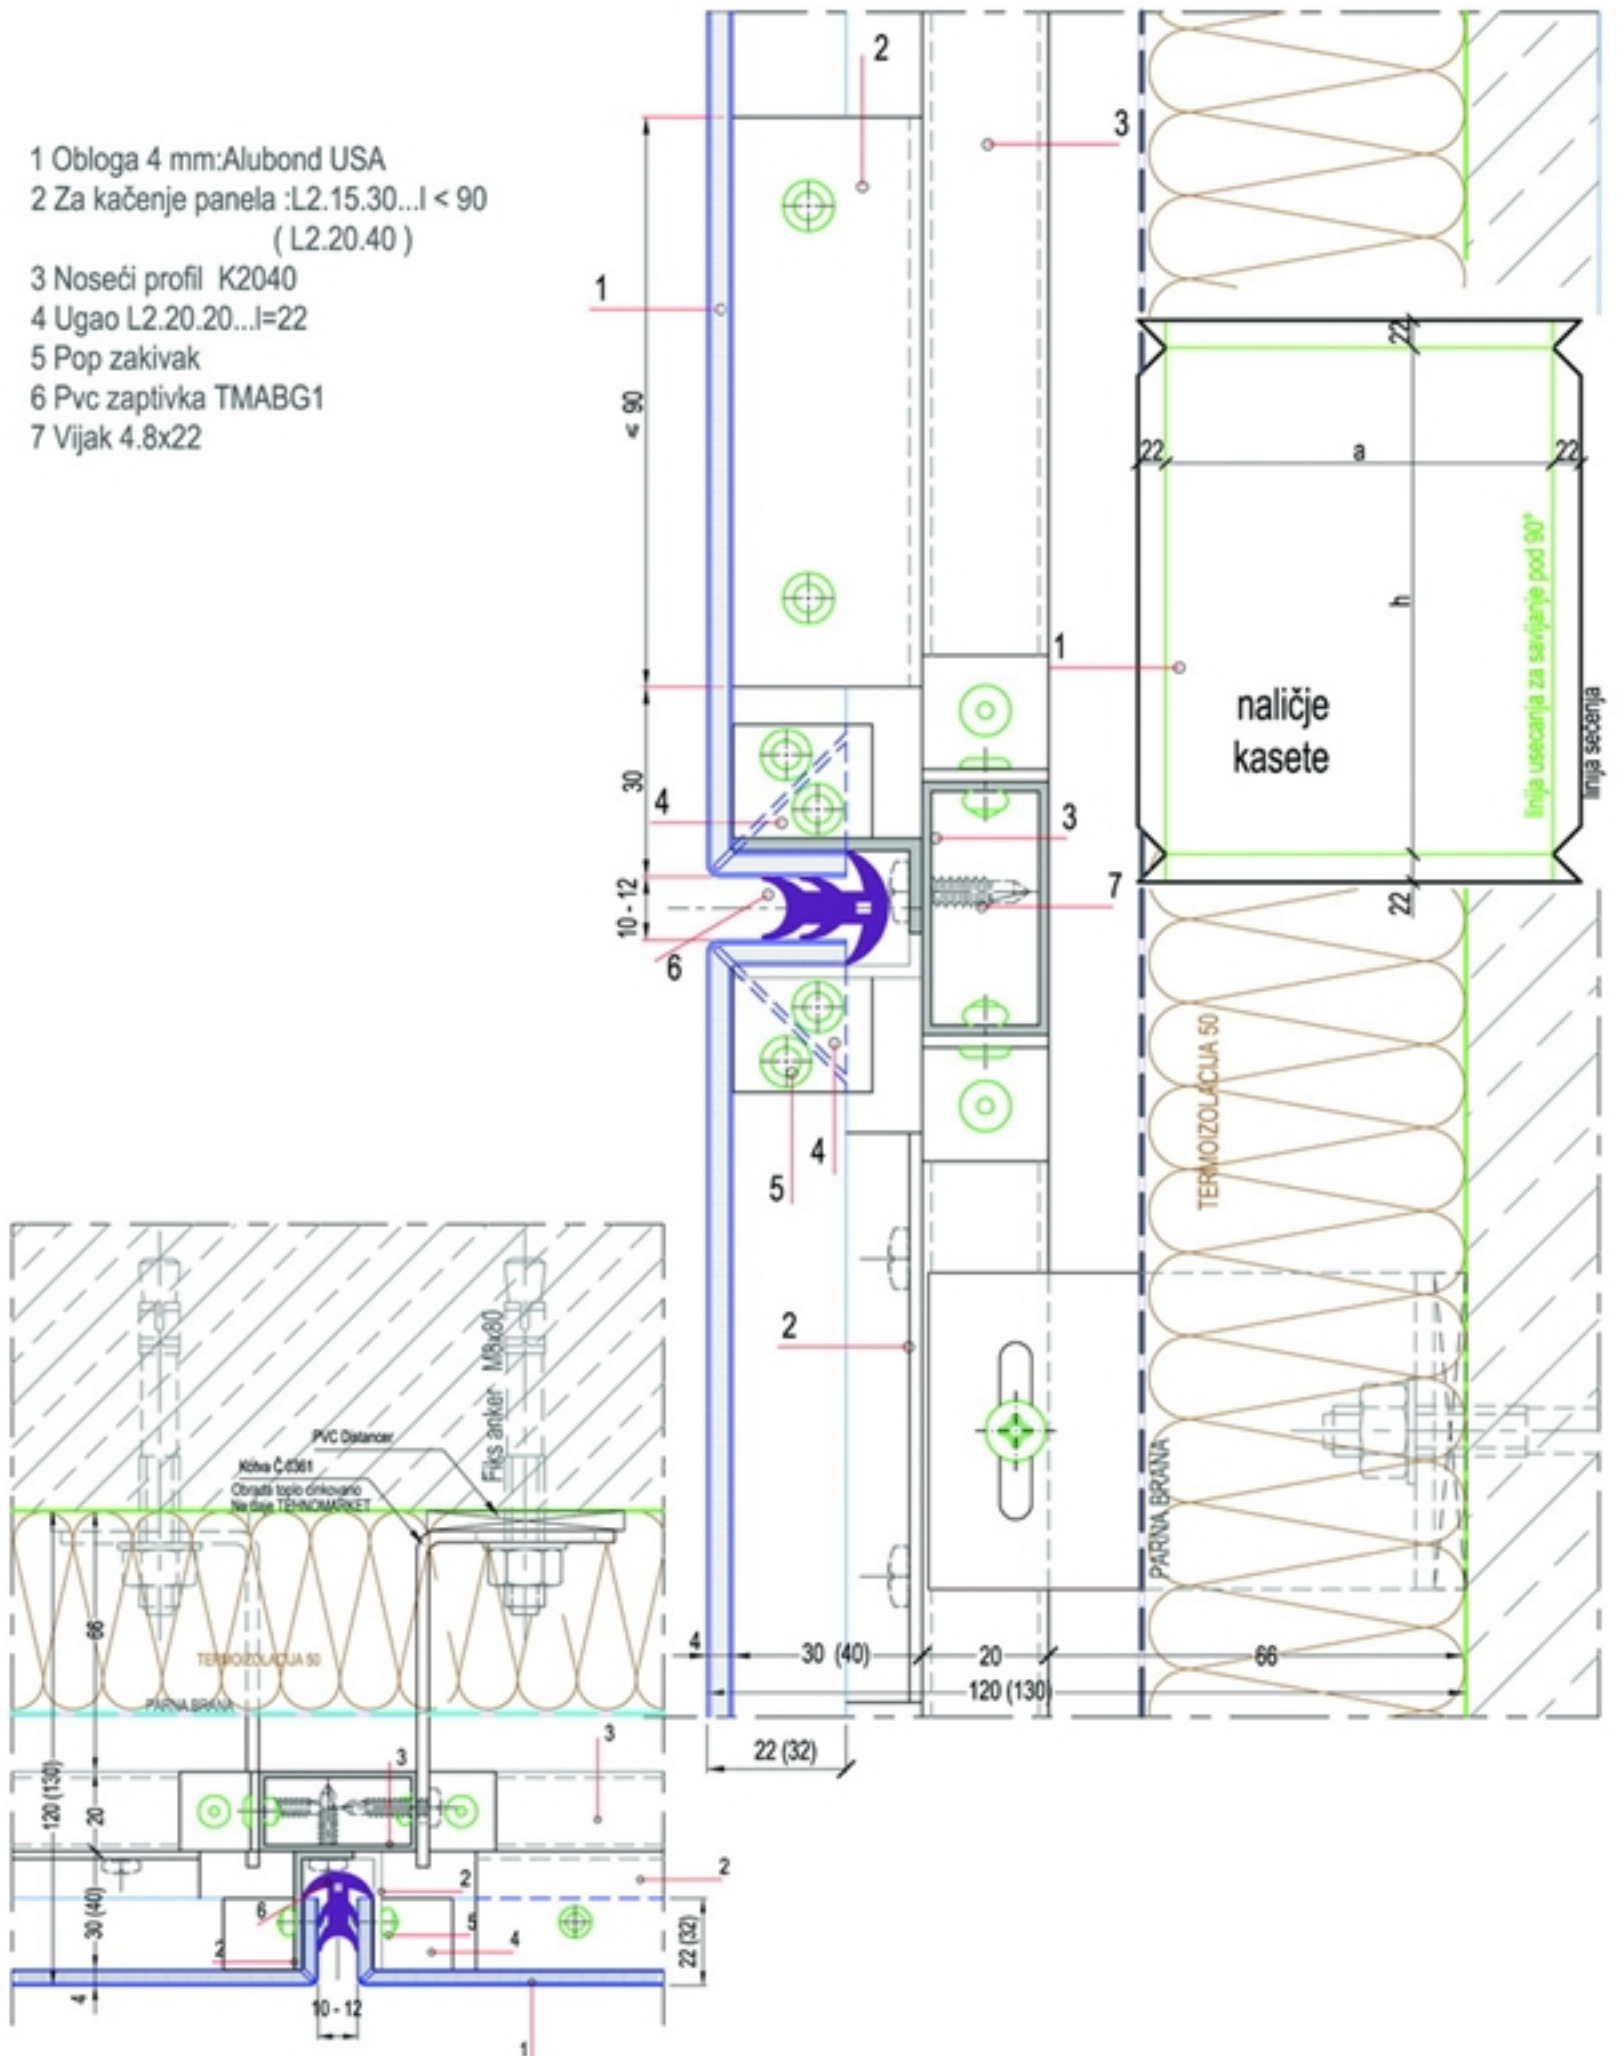 1 Obloga 4 mm:Alubond USA
2 Za kačenje panela :L2.15.30...l < 90
( L2.20.40 )
3 Noseći profil  K2040
4 Ugao L2.20.20...l=22
5 Pop zakivak
6 Pvc zaptivka TMABG1
7 Vijak 4.8x22
2
3
1
≤ 90
30
4
10 - 12
6
3
7
4
5
2
1
22
22
a
22
h
naličje
kasete
linija usecanja za savijanje pod 90°
linija sečenja
22
TERMOIZOLACIJA 50
PARNA BRANA
4
30 (40)
20
66
120 (130)
22 (32)
Fiks anker M8x80
PVC Distancer
Kotva Č.0361
Obrada toplo cinkovano
Ne daje TEHNOMARKET
66
TERMOIZOLACIJA 50
PARNA BRANA
120 (130)
20
30 (40)
4
3
3
2
2
6
5
4
2
22 (32)
10 - 12
1